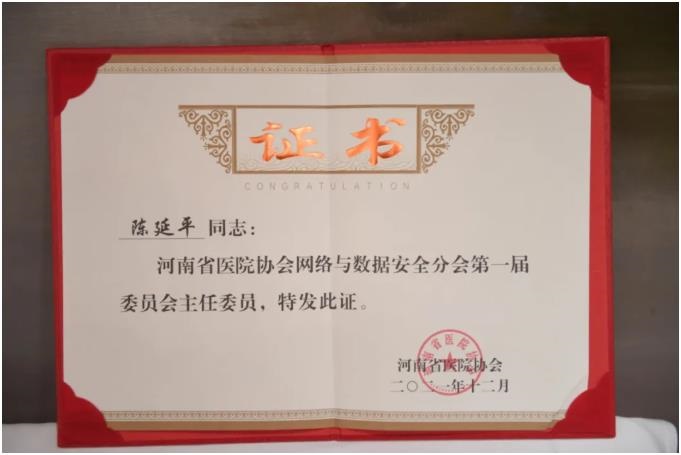 证书
CONGRATULATION
陈延平 同志：
河南省医院协会网络与数据安全分会第一届
委员会主任委员，特发此证。
河南省医院协会
二〇二一年十二月